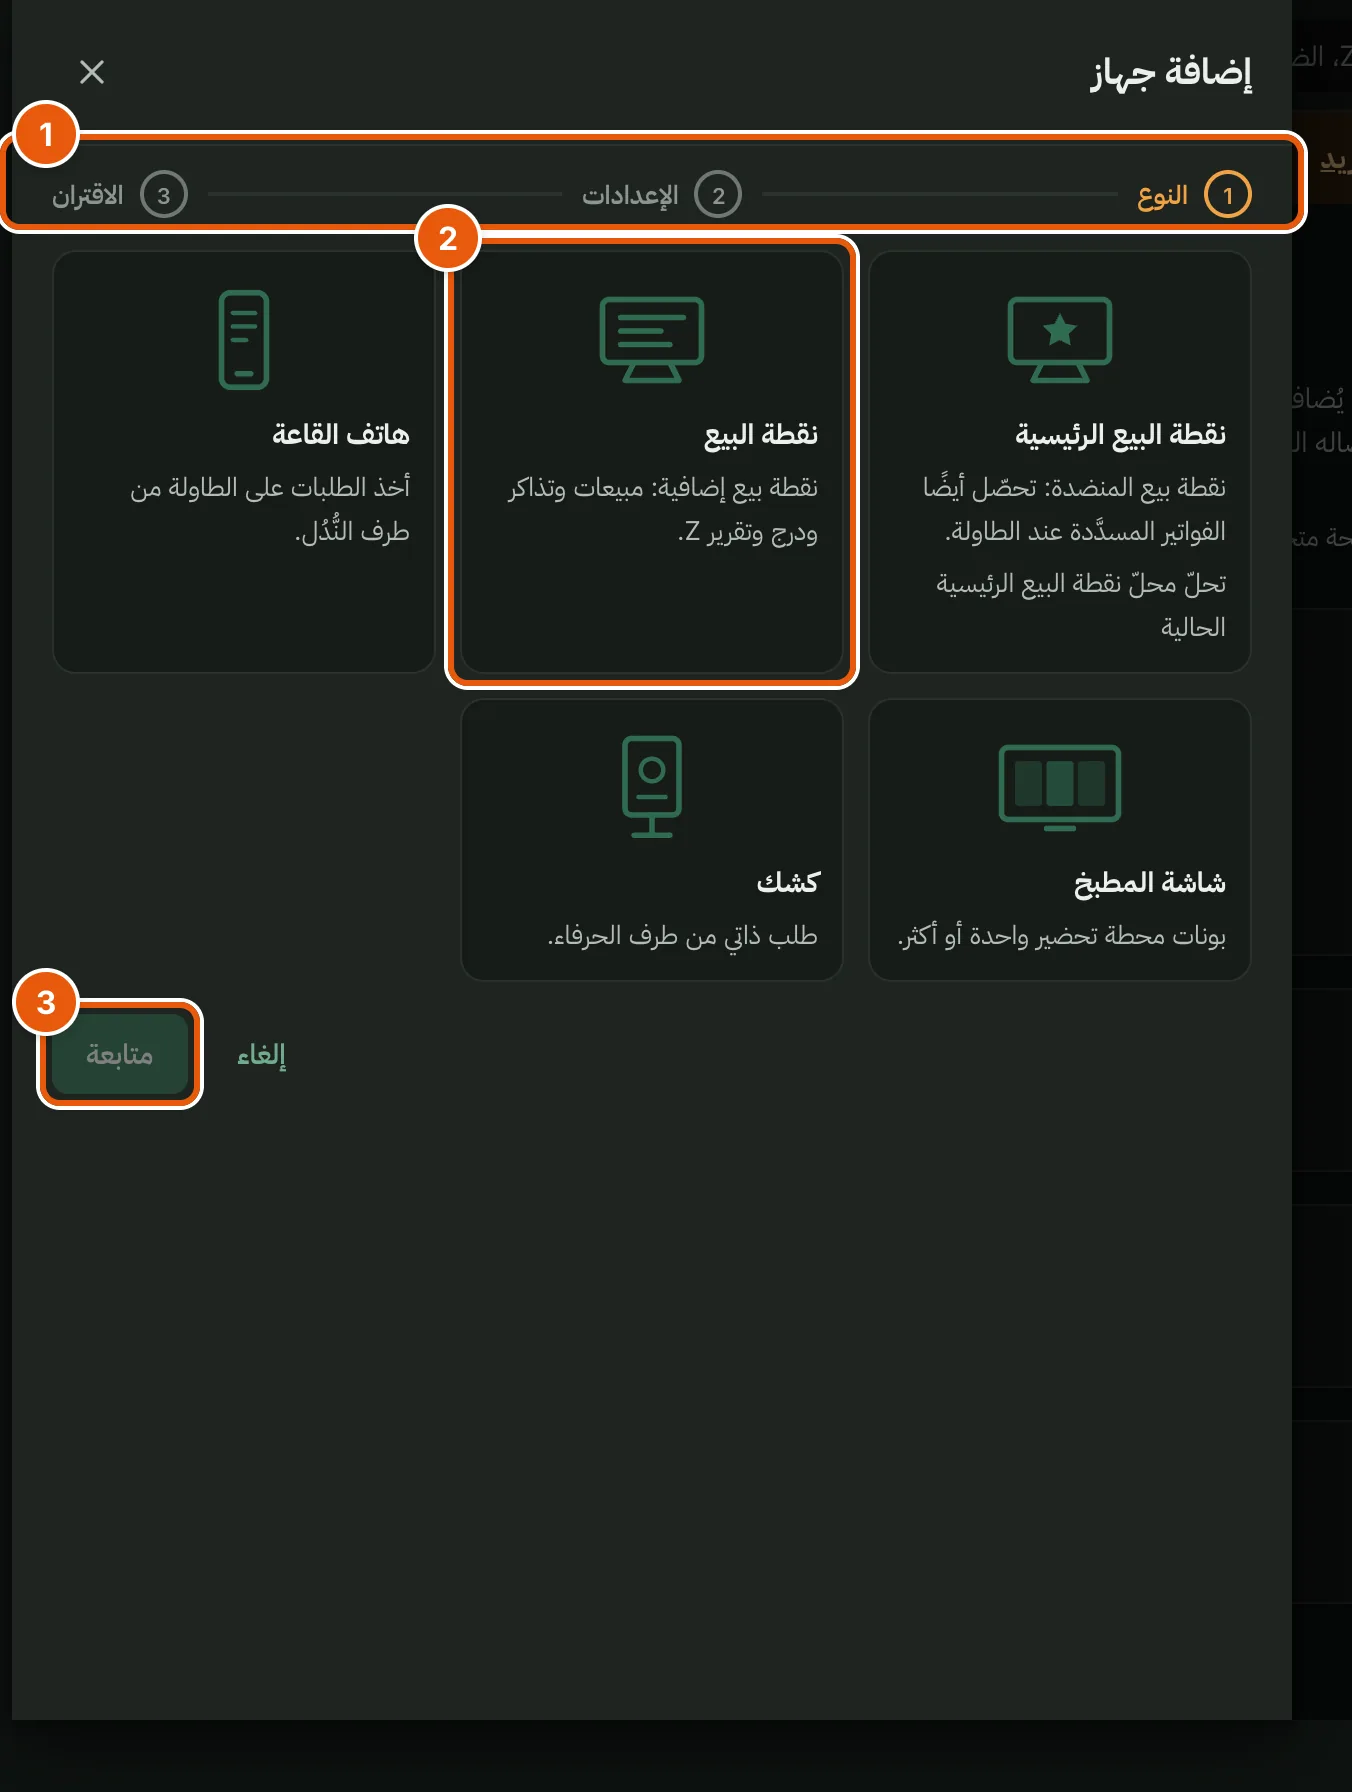 إضافة جهاز
1
1 النوع
2 الإعدادات
3 الاقتران
2
نقطة البيع الرئيسية
نقطة بيع المنضدة: تحصّل أيضًا
الفواتير المسدَّدة عند الطاولة.
تحلّ محلّ نقطة البيع الرئيسية
الحالية
نقطة البيع
نقطة بيع إضافية: مبيعات وتذاكر
ودرج وتقرير Z.
هاتف القاعة
أخذ الطلبات على الطاولة من
طرف النُّدُل.
شاشة المطبخ
بونات محطة تحضير واحدة أو أكثر.
كشك
طلب ذاتي من طرف الحرفاء.
إلغاء
3
متابعة